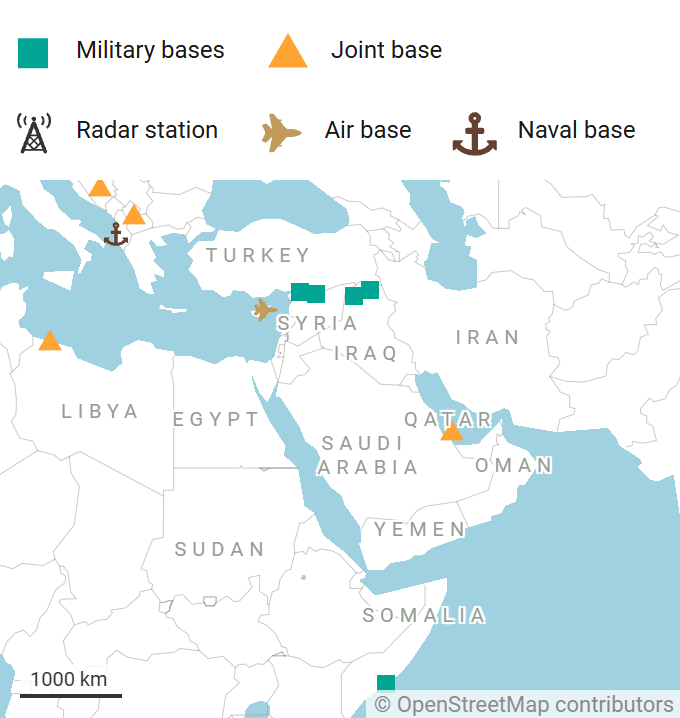 Military bases
Joint base
Radar station
Air base
Naval base
TURKEY
SYRIA
IRAN
IRAQ
LIBYA
EGYPT
QATAR
SAUDI
ARABIA
OMAN
YEMEN
SUDAN
SOMALIA
1000 km
© OpenStreetMap contributors